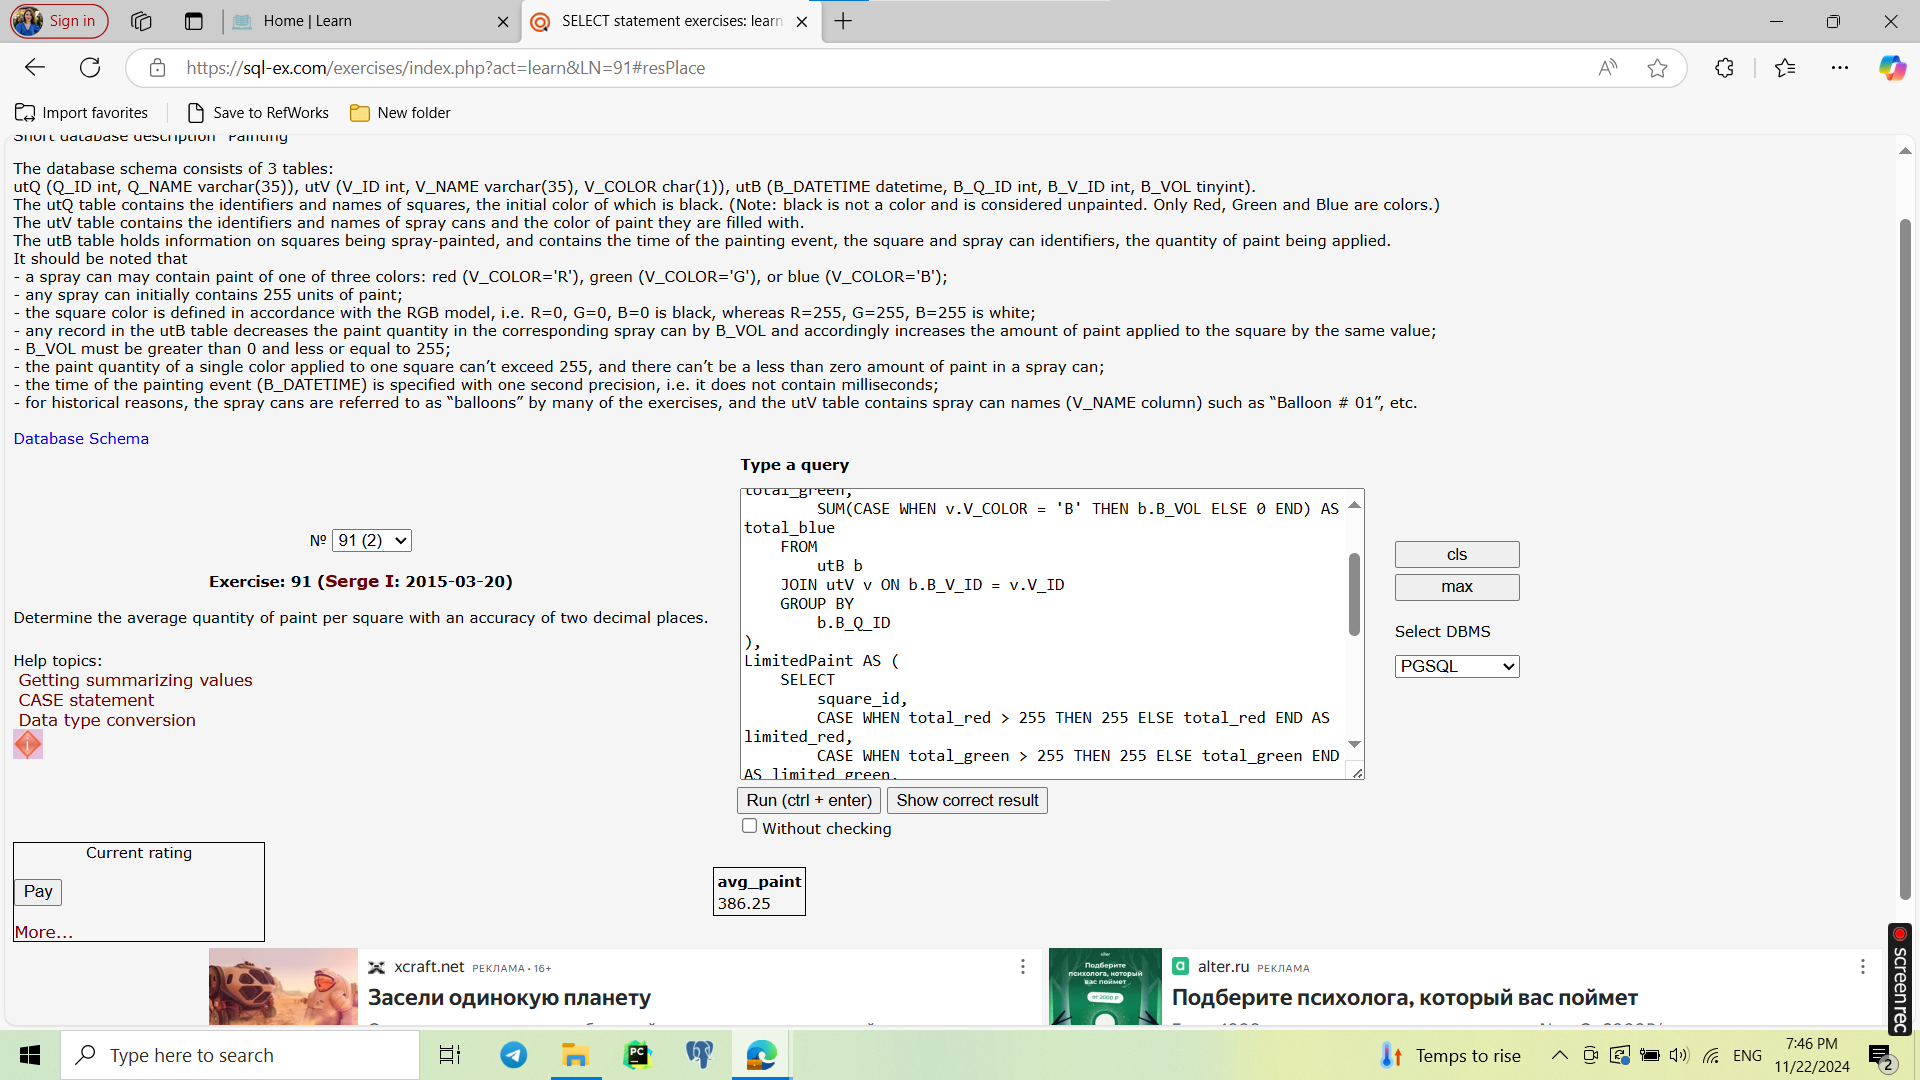 Sign in
Home | Learn
SELECT statement exercises: learn
https://sql-ex.com/exercises/index.php?act=learn&LN=91#resPlace
Import favorites
Save to RefWorks
New folder
Short database description "Painting"
The database schema consists of 3 tables:
utQ (Q_ID int, Q_NAME varchar(35)), utV (V_ID int, V_NAME varchar(35), V_COLOR char(1)), utB (B_DATETIME datetime, B_Q_ID int, B_V_ID int, B_VOL tinyint).
The utQ table contains the identifiers and names of squares, the initial color of which is black. (Note: black is not a color and is considered unpainted. Only Red, Green and Blue are colors.)
The utV table contains the identifiers and names of spray cans and the color of paint they are filled with.
The utB table holds information on squares being spray-painted, and contains the time of the painting event, the square and spray can identifiers, the quantity of paint being applied.
It should be noted that
- a spray can may contain paint of one of three colors: red (V_COLOR='R'), green (V_COLOR='G'), or blue (V_COLOR='B');
- any spray can initially contains 255 units of paint;
- the square color is defined in accordance with the RGB model, i.e. R=0, G=0, B=0 is black, whereas R=255, G=255, B=255 is white;
- any record in the utB table decreases the paint quantity in the corresponding spray can by B_VOL and accordingly increases the amount of paint applied to the square by the same value;
- B_VOL must be greater than 0 and less or equal to 255;
- the paint quantity of a single color applied to one square can’t exceed 255, and there can’t be a less than zero amount of paint in a spray can;
- the time of the painting event (B_DATETIME) is specified with one second precision, i.e. it does not contain milliseconds;
- for historical reasons, the spray cans are referred to as “balloons” by many of the exercises, and the utV table contains spray can names (V_NAME column) such as “Balloon # 01”, etc.
Database Schema
Type a query
total_green,
SUM(CASE WHEN v.V_COLOR = 'B' THEN b.B_VOL ELSE 0 END) AS
total_blue
FROM
utB b
JOIN utV v ON b.B_V_ID = v.V_ID
GROUP BY
b.B_Q_ID
),
LimitedPaint AS (
SELECT
square_id,
CASE WHEN total_red > 255 THEN 255 ELSE total_red END AS
limited_red,
CASE WHEN total_green > 255 THEN 255 ELSE total_green END
AS limited_green,
№ 91 (2)
Exercise: 91 (Serge I: 2015-03-20)
Determine the average quantity of paint per square with an accuracy of two decimal places.
Help topics:
Getting summarizing values
CASE statement
Data type conversion
cls
max
Select DBMS
PGSQL
Run (ctrl + enter)
Show correct result
Without checking
Current rating
Pay
More...
avg_paint
386.25
xcraft.net РЕКЛАМА • 16+
Засели одинокую планету
alter
Подберите
психолога, который
вас поймет
от 2000 ₽
alter.ru РЕКЛАМА
Подберите психолога, который вас поймет
screenrec
Type here to search
PC
Temps to rise
ENG
7:46 PM
11/22/2024
2